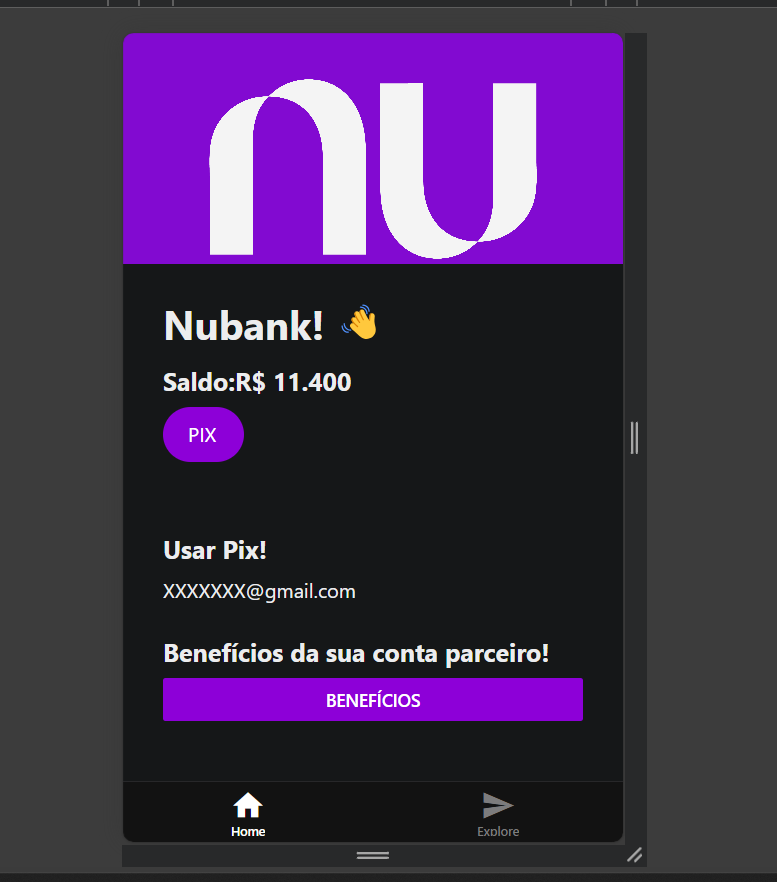 nu
Nubank! 👋
Saldo:R$ 11.400
PIX
Usar Pix!
XXXXXXX@gmail.com
Benefícios da sua conta parceiro!
BENEFÍCIOS
Home
Explore